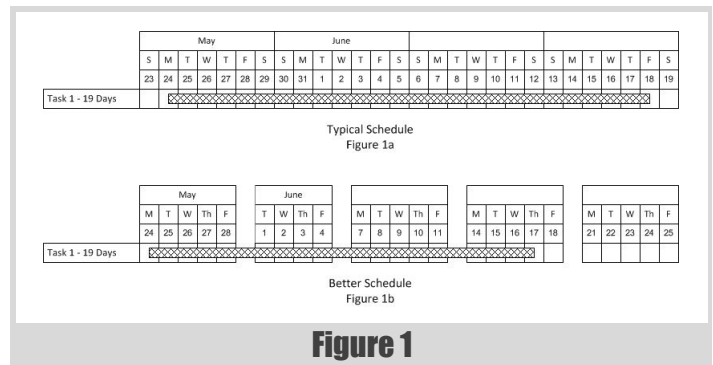 May June
S M T W T F S S M T W T F S S M T W T F S S M T W T F S
23 24 25 26 27 28 29 30 31 1 2 3 4 5 6 7 8 9 10 11 12 13 14 15 16 17 18 19
Task 1 - 19 Days
Typical Schedule
Figure 1a
May June
M T W Th F T W Th F M T W Th F M T W Th F M T W Th F
24 25 26 27 28 1 2 3 4 7 8 9 10 11 14 15 16 17 18 21 22 23 24 25
Task 1 - 19 Days
Better Schedule
Figure 1b
Figure 1